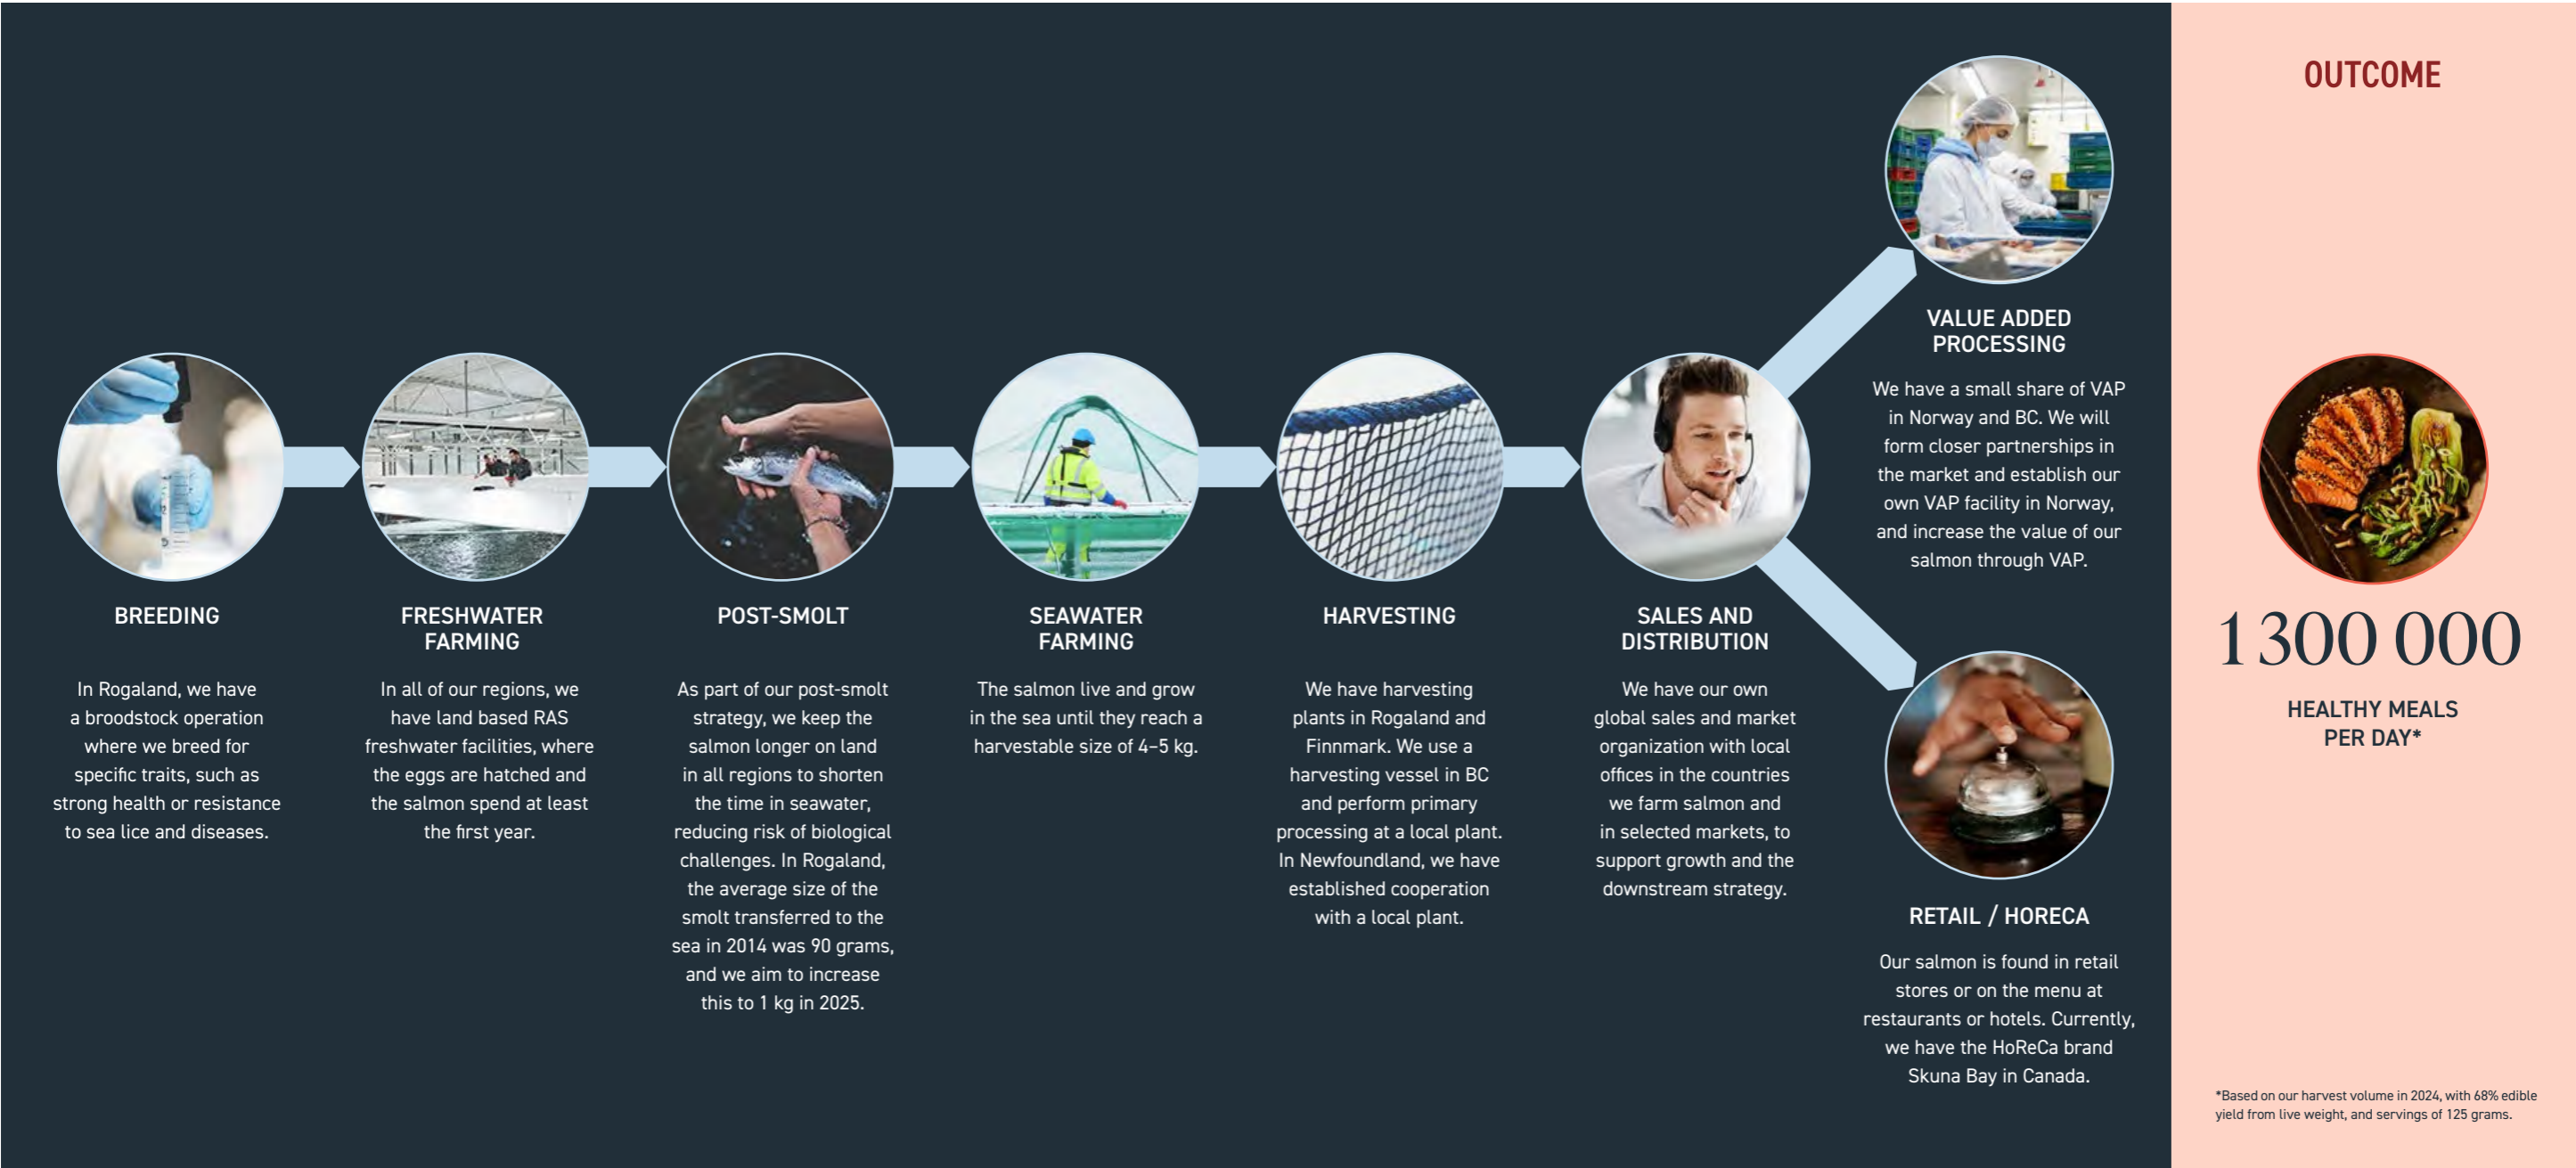 BREEDING
In Rogaland, we have
a broodstock operation
where we breed for
specific traits, such as
strong health or resistance
to sea lice and diseases.
FRESHWATER
FARMING
In all of our regions, we
have land based RAS
freshwater facilities, where
the eggs are hatched and
the salmon spend at least
the first year.
POST-SMOLT
As part of our post-smolt
strategy, we keep the
salmon longer on land
in all regions to shorten
the time in seawater,
reducing risk of biological
challenges. In Rogaland,
the average size of the
smolt transferred to the
sea in 2014 was 90 grams,
and we aim to increase
this to 1 kg in 2025.
SEAWATER
FARMING
The salmon live and grow
in the sea until they reach a
harvestable size of 4–5 kg.
HARVESTING
We have harvesting
plants in Rogaland and
Finnmark. We use a
harvesting vessel in BC
and perform primary
processing at a local plant.
In Newfoundland, we have
established cooperation
with a local plant.
SALES AND
DISTRIBUTION
We have our own
global sales and market
organization with local
offices in the countries
we farm salmon and
in selected markets, to
support growth and the
downstream strategy.
VALUE ADDED
PROCESSING
We have a small share of VAP
in Norway and BC. We will
form closer partnerships in
the market and establish our
own VAP facility in Norway,
and increase the value of our
salmon through VAP.
RETAIL / HORECA
Our salmon is found in retail
stores or on the menu at
restaurants or hotels. Currently,
we have the HoReCa brand
Skuna Bay in Canada.
OUTCOME
1 300 000
HEALTHY MEALS
PER DAY*
*Based on our harvest volume in 2024, with 68% edible
yield from live weight, and servings of 125 grams.